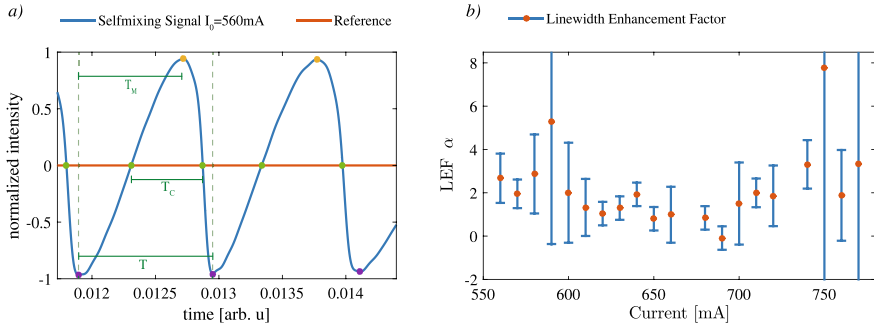 a)
Selfmixing Signal I₀=560mA
Reference
normalized intensity
1
0.5
0
-0.5
-1
T_M
T_C
T
0.012
0.0125
0.013
0.0135
0.014
time [arb. u]
b)
Linewidth Enhancement Factor
LEF α
8
6
4
2
0
-2
550
600
650
700
750
Current [mA]